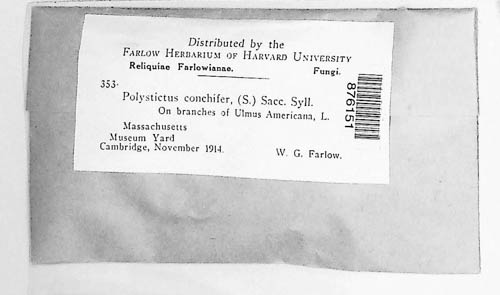 Distributed by the
FARLOW HERBARIUM OF HARVARD UNIVERSITY
Reliquiae Farlowianae. Fungi.
353.
Polystictus conchifer, (S.) Sacc. Syll.
On branches of Ulmus Americana, L.
Massachusetts
Museum Yard
Cambridge, November 1914. W. G. Farlow.
876151